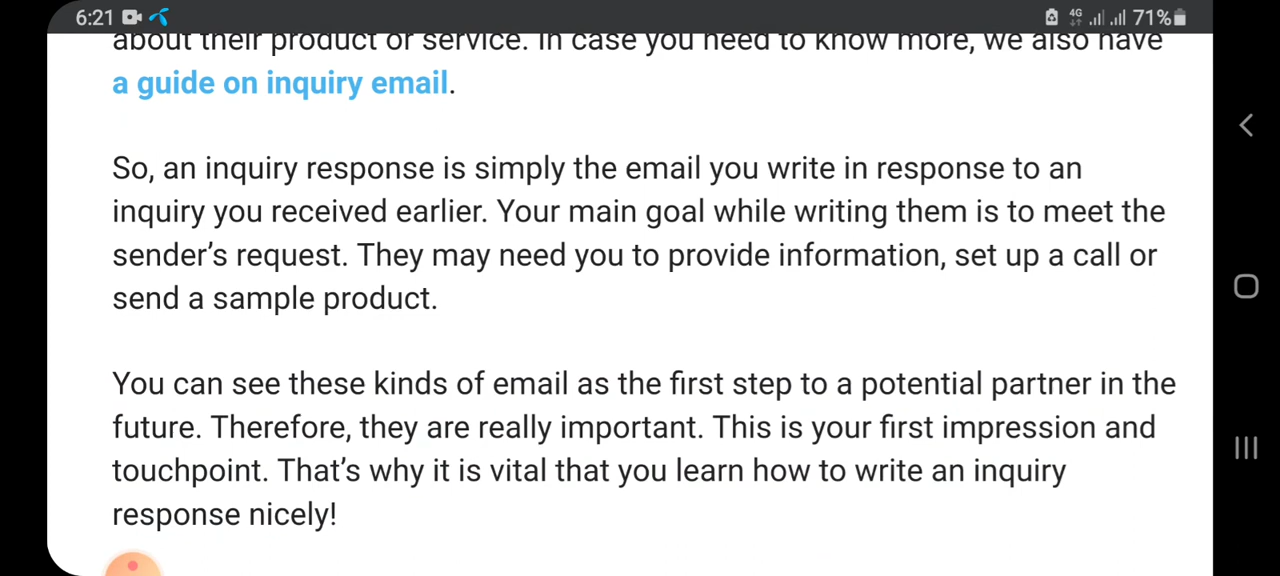 6:21
4G
71%
about their product or service. In case you need to know more, we also have
a guide on inquiry email.
So, an inquiry response is simply the email you write in response to an
inquiry you received earlier. Your main goal while writing them is to meet the
sender’s request. They may need you to provide information, set up a call or
send a sample product.
You can see these kinds of email as the first step to a potential partner in the
future. Therefore, they are really important. This is your first impression and
touchpoint. That’s why it is vital that you learn how to write an inquiry
response nicely!